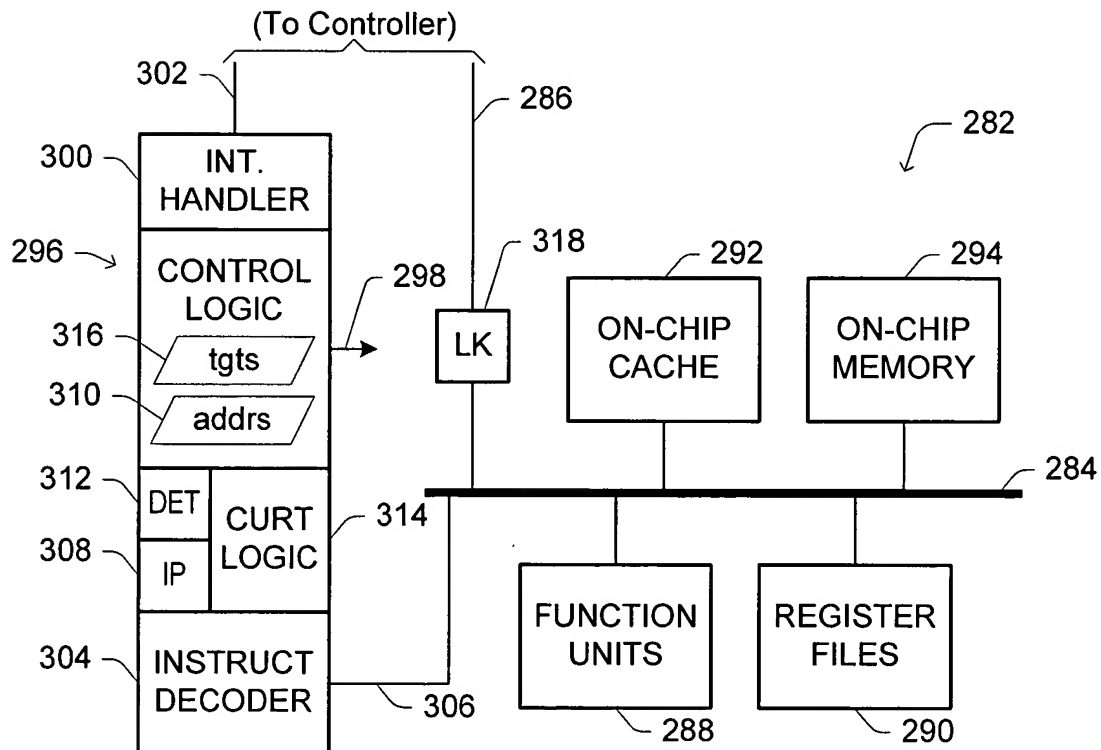 (To Controller)
302
286
282
300
INT.
HANDLER
296
CONTROL
LOGIC
298
318
292
294
316
tgts
LK
ON-CHIP
CACHE
ON-CHIP
MEMORY
310
addrs
312
DET
CURT
LOGIC
314
284
308
IP
304
INSTRUCT
DECODER
306
FUNCTION
UNITS
REGISTER
FILES
288
290